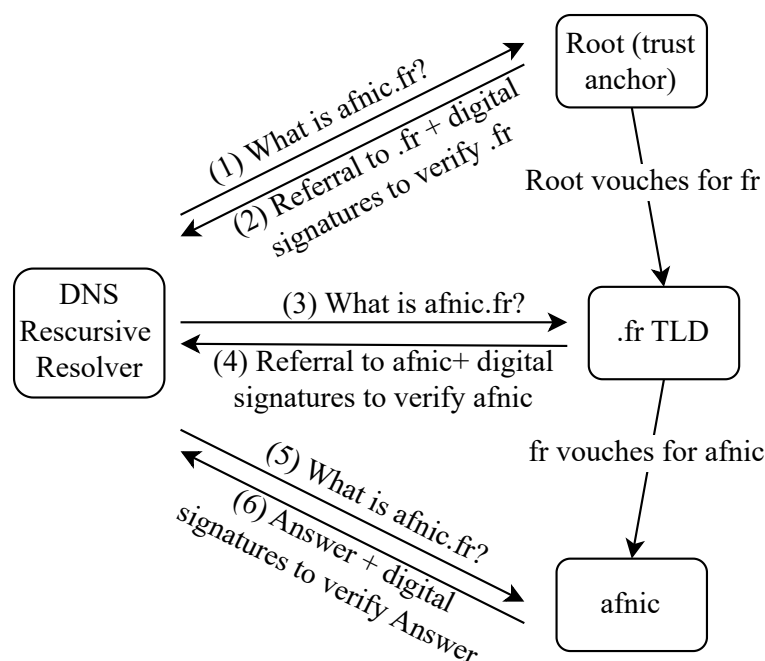 Root (trust
anchor)
(1) What is afnic.fr?
(2) Referral to .fr + digital
signatures to verify .fr
Root vouches for fr
DNS
Rescursive
Resolver
(3) What is afnic.fr?
.fr TLD
(4) Referral to afnic+ digital
signatures to verify afnic
fr vouches for afnic
(5) What is afnic.fr?
(6) Answer + digital
signatures to verify Answer
afnic